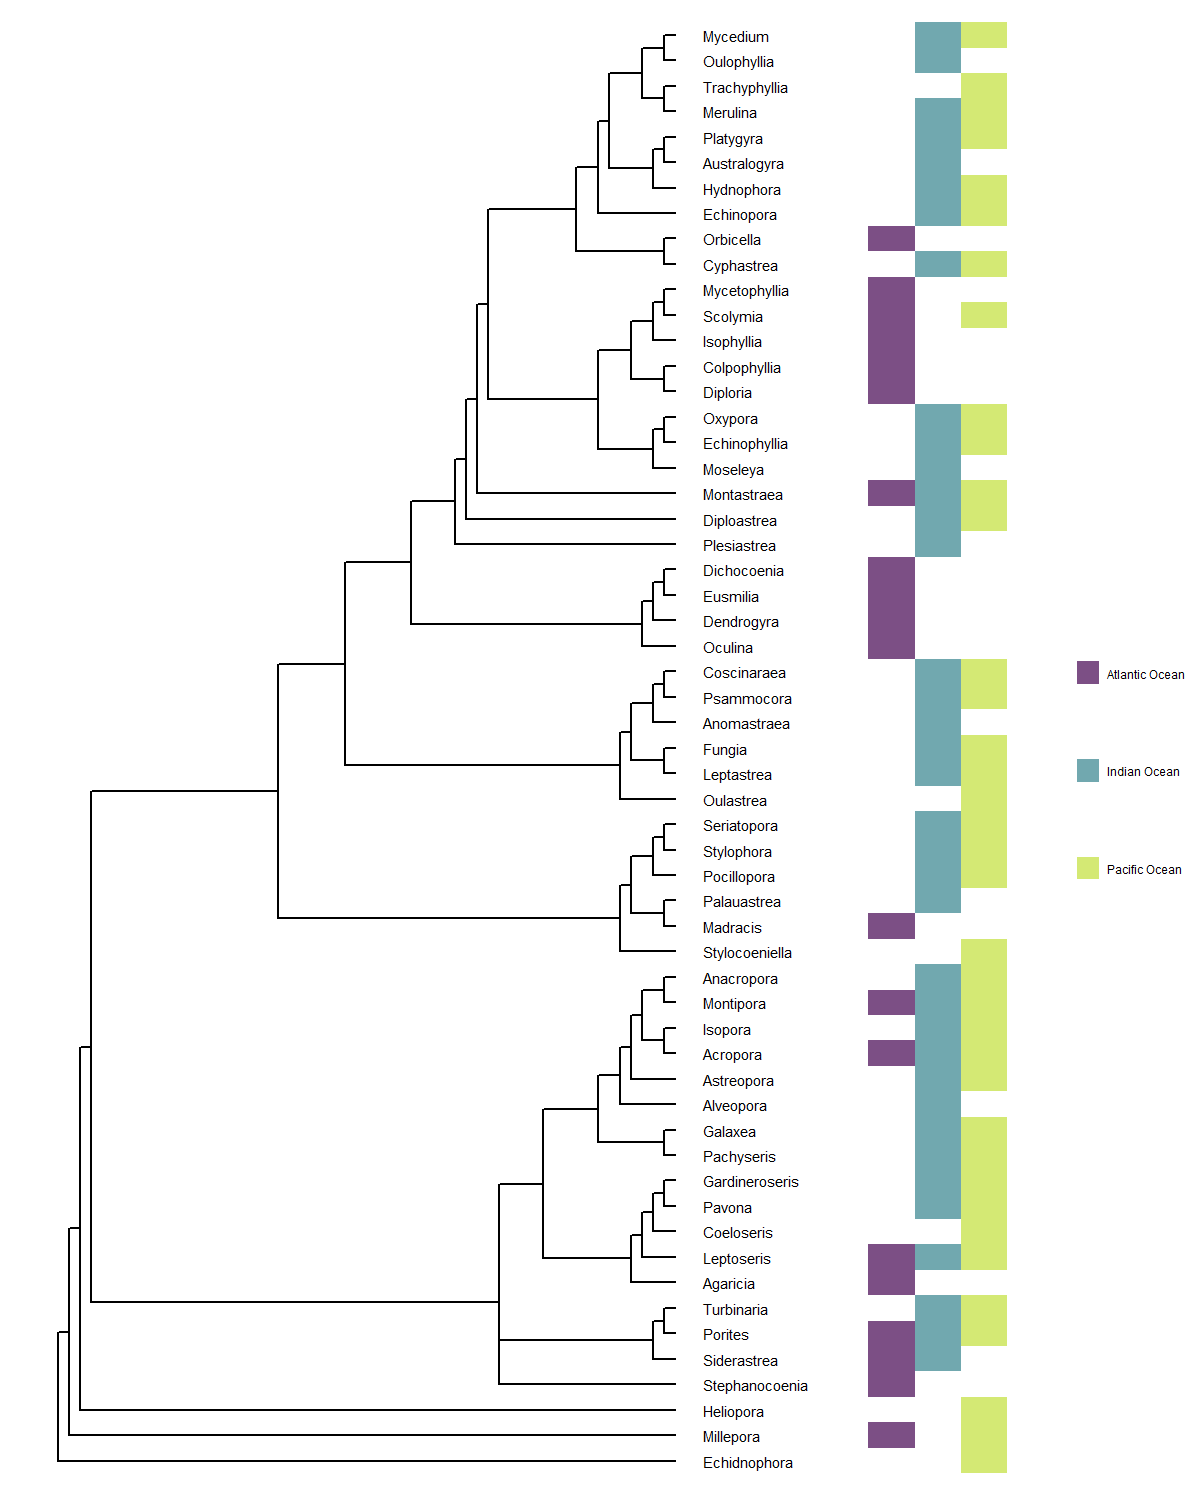 Mycedium
Oulophyllia
Trachyphyllia
Merulina
Platygyra
Australogyra
Hydnophora
Echinopora
Orbicella
Cyphastrea
Mycetophyllia
Scolymia
Isophyllia
Colpophyllia
Diploria
Oxypora
Echinophyllia
Moseleya
Montastraea
Diploastrea
Plesiastrea
Dichocoenia
Eusmilia
Dendrogyra
Oculina
Coscinaraea
Psammocora
Anomastraea
Fungia
Leptastrea
Oulastrea
Seriatopora
Stylophora
Pocillopora
Palauastrea
Madracis
Stylocoeniella
Anacropora
Montipora
Isopora
Acropora
Astreopora
Alveopora
Galaxea
Pachyseris
Gardineroseris
Pavona
Coeloseris
Leptoseris
Agaricia
Turbinaria
Porites
Siderastrea
Stephanocoenia
Heliopora
Millepora
Echidnophora
Atlantic Ocean
Indian Ocean
Pacific Ocean